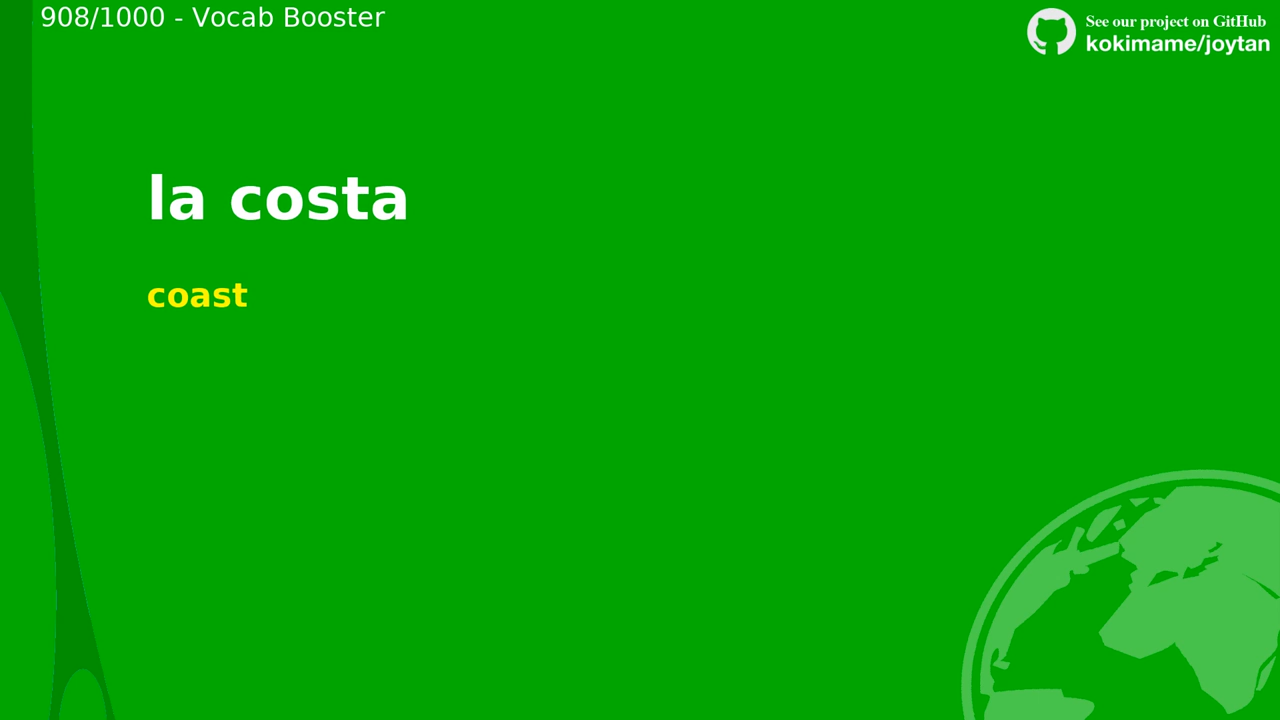 908/1000 - Vocab Booster
See our project on GitHub
kokimame/joytan
la costa
coast